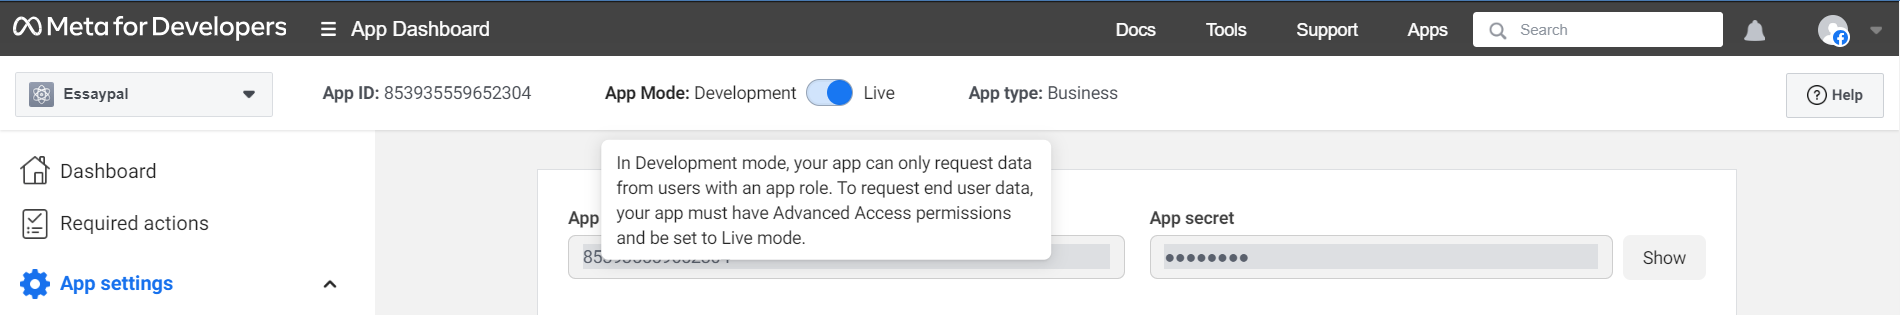 Meta for Developers
App Dashboard
Docs
Tools
Support
Apps
Search
Essaypal
App ID: 853935559652304
App Mode: Development
Live
App type: Business
Help
Dashboard
Required actions
App settings
In Development mode, your app can only request data
from users with an app role. To request end user data,
your app must have Advanced Access permissions
and be set to Live mode.
App
App secret
●●●●●●●●
Show